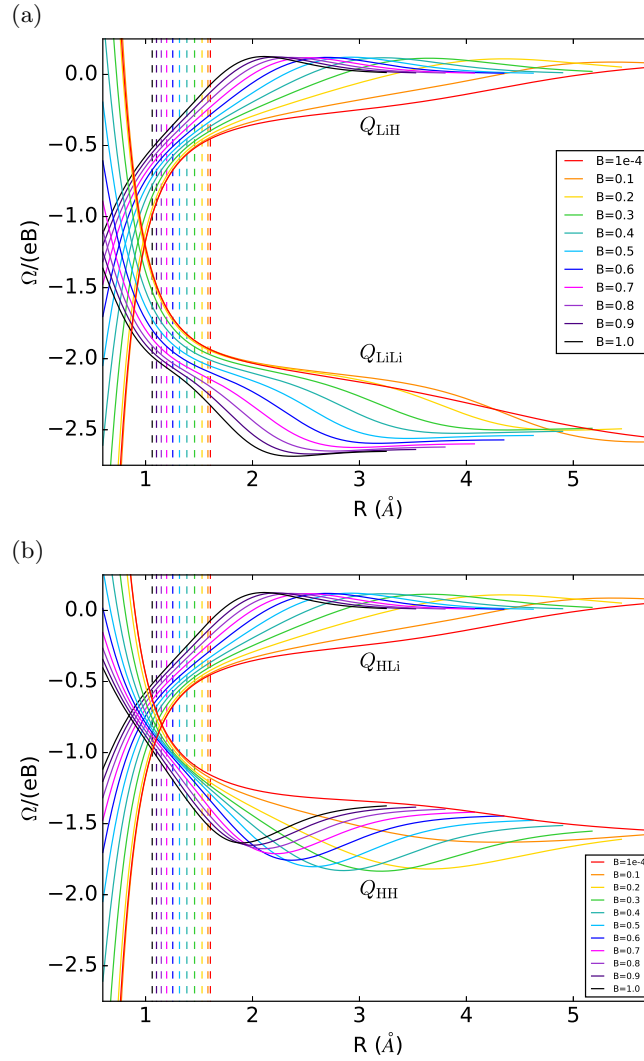 (a)
0.0
−0.5
−1.0
−1.5
−2.0
−2.5
Ω/(eB)
Q_LiH
Q_LiLi
B=1e-4
B=0.1
B=0.2
B=0.3
B=0.4
B=0.5
B=0.6
B=0.7
B=0.8
B=0.9
B=1.0
1 2 3 4 5
R (Å)
(b)
0.0
−0.5
−1.0
−1.5
−2.0
−2.5
Ω/(eB)
Q_HLi
Q_HH
B=1e-4
B=0.1
B=0.2
B=0.3
B=0.4
B=0.5
B=0.6
B=0.7
B=0.8
B=0.9
B=1.0
1 2 3 4 5
R (Å)